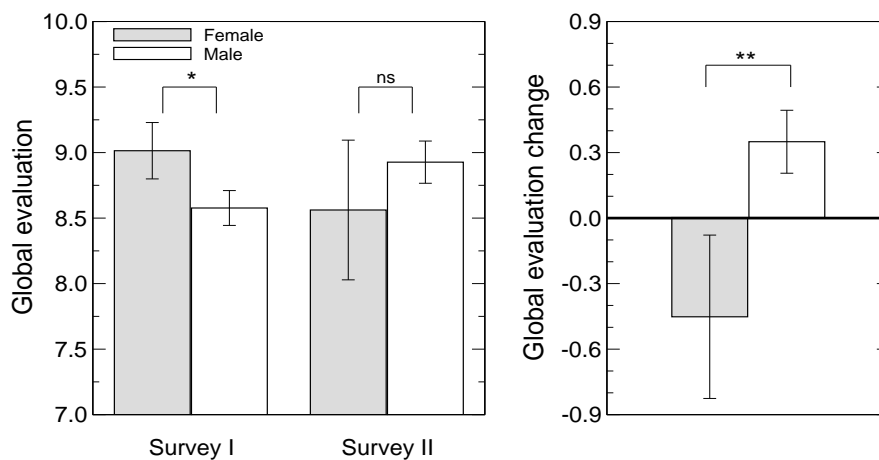 Global evaluation
10.0
9.5
9.0
8.5
8.0
7.5
7.0
Female
Male
*
ns
Survey I
Survey II
Global evaluation change
0.9
0.6
0.3
0.0
-0.3
-0.6
-0.9
**